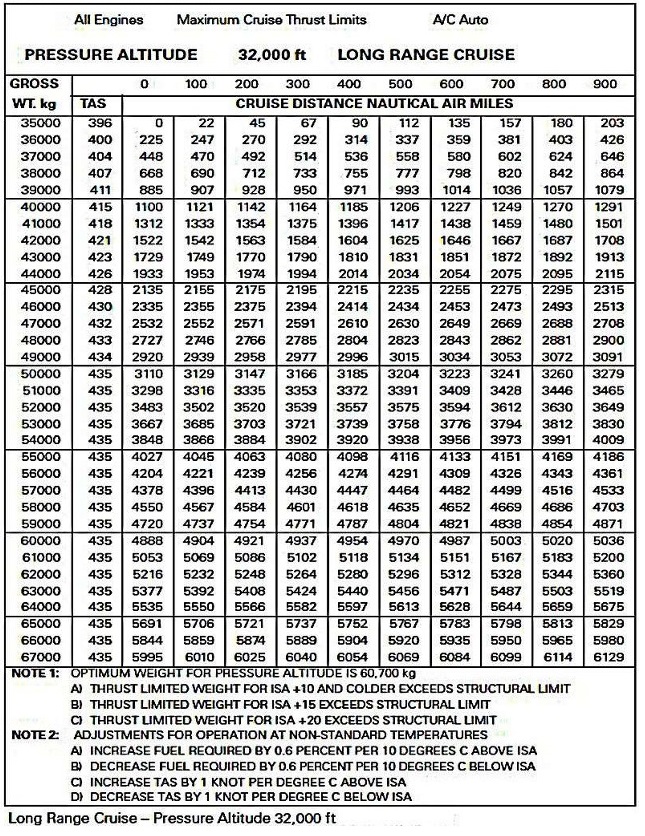 All Engines Maximum Cruise Thrust Limits A/C Auto
PRESSURE ALTITUDE 32,000 ft LONG RANGE CRUISE
GROSS 0 100 200 300 400 500 600 700 800 900
WT. kg TAS CRUISE DISTANCE NAUTICAL AIR MILES
35000 396 0 22 45 67 90 112 135 157 180 203
36000 400 225 247 270 292 314 337 359 381 403 426
37000 404 448 470 492 514 536 558 580 602 624 646
38000 407 668 690 712 733 755 777 798 820 842 864
39000 411 885 907 928 950 971 993 1014 1036 1057 1079
40000 415 1100 1121 1142 1164 1185 1206 1227 1249 1270 1291
41000 418 1312 1333 1354 1375 1396 1417 1438 1459 1480 1501
42000 421 1522 1542 1563 1584 1604 1625 1646 1667 1687 1708
43000 423 1729 1749 1770 1790 1810 1831 1851 1872 1892 1913
44000 426 1933 1953 1974 1994 2014 2034 2054 2075 2095 2115
45000 428 2135 2155 2175 2195 2215 2235 2255 2275 2295 2315
46000 430 2335 2355 2375 2394 2414 2434 2453 2473 2493 2513
47000 432 2532 2552 2571 2591 2610 2630 2649 2669 2688 2708
48000 433 2727 2746 2766 2785 2804 2823 2843 2862 2881 2900
49000 434 2920 2939 2958 2977 2996 3015 3034 3053 3072 3091
50000 435 3110 3129 3147 3166 3185 3204 3223 3241 3260 3279
51000 435 3298 3316 3335 3353 3372 3391 3409 3428 3446 3465
52000 435 3483 3502 3520 3539 3557 3575 3594 3612 3630 3649
53000 435 3667 3685 3703 3721 3739 3758 3776 3794 3812 3830
54000 435 3848 3866 3884 3902 3920 3938 3956 3973 3991 4009
55000 435 4027 4045 4063 4080 4098 4116 4133 4151 4169 4186
56000 435 4204 4221 4239 4256 4274 4291 4309 4326 4343 4361
57000 435 4378 4396 4413 4430 4447 4464 4482 4499 4516 4533
58000 435 4550 4567 4584 4601 4618 4635 4652 4669 4686 4703
59000 435 4720 4737 4754 4771 4787 4804 4821 4838 4854 4871
60000 435 4888 4904 4921 4937 4954 4970 4987 5003 5020 5036
61000 435 5053 5069 5086 5102 5118 5134 5151 5167 5183 5200
62000 435 5216 5232 5248 5264 5280 5296 5312 5328 5344 5360
63000 435 5377 5392 5408 5424 5440 5456 5471 5487 5503 5519
64000 435 5535 5550 5566 5582 5597 5613 5628 5644 5659 5675
65000 435 5691 5706 5721 5737 5752 5767 5783 5798 5813 5829
66000 435 5844 5859 5874 5889 5904 5920 5935 5950 5965 5980
67000 435 5995 6010 6025 6040 6054 6069 6084 6099 6114 6129
NOTE 1: OPTIMUM WEIGHT FOR PRESSURE ALTITUDE IS 60,700 kg
A) THRUST LIMITED WEIGHT FOR ISA +10 AND COLDER EXCEEDS STRUCTURAL LIMIT
B) THRUST LIMITED WEIGHT FOR ISA +15 EXCEEDS STRUCTURAL LIMIT
C) THRUST LIMITED WEIGHT FOR ISA +20 EXCEEDS STRUCTURAL LIMIT
NOTE 2: ADJUSTMENTS FOR OPERATION AT NON-STANDARD TEMPERATURES
A) INCREASE FUEL REQUIRED BY 0.6 PERCENT PER 10 DEGREES C ABOVE ISA
B) DECREASE FUEL REQUIRED BY 0.6 PERCENT PER 10 DEGREES C BELOW ISA
C) INCREASE TAS BY 1 KNOT PER DEGREE C ABOVE ISA
D) DECREASE TAS BY 1 KNOT PER DEGREE C BELOW ISA
Long Range Cruise – Pressure Altitude 32,000 ft